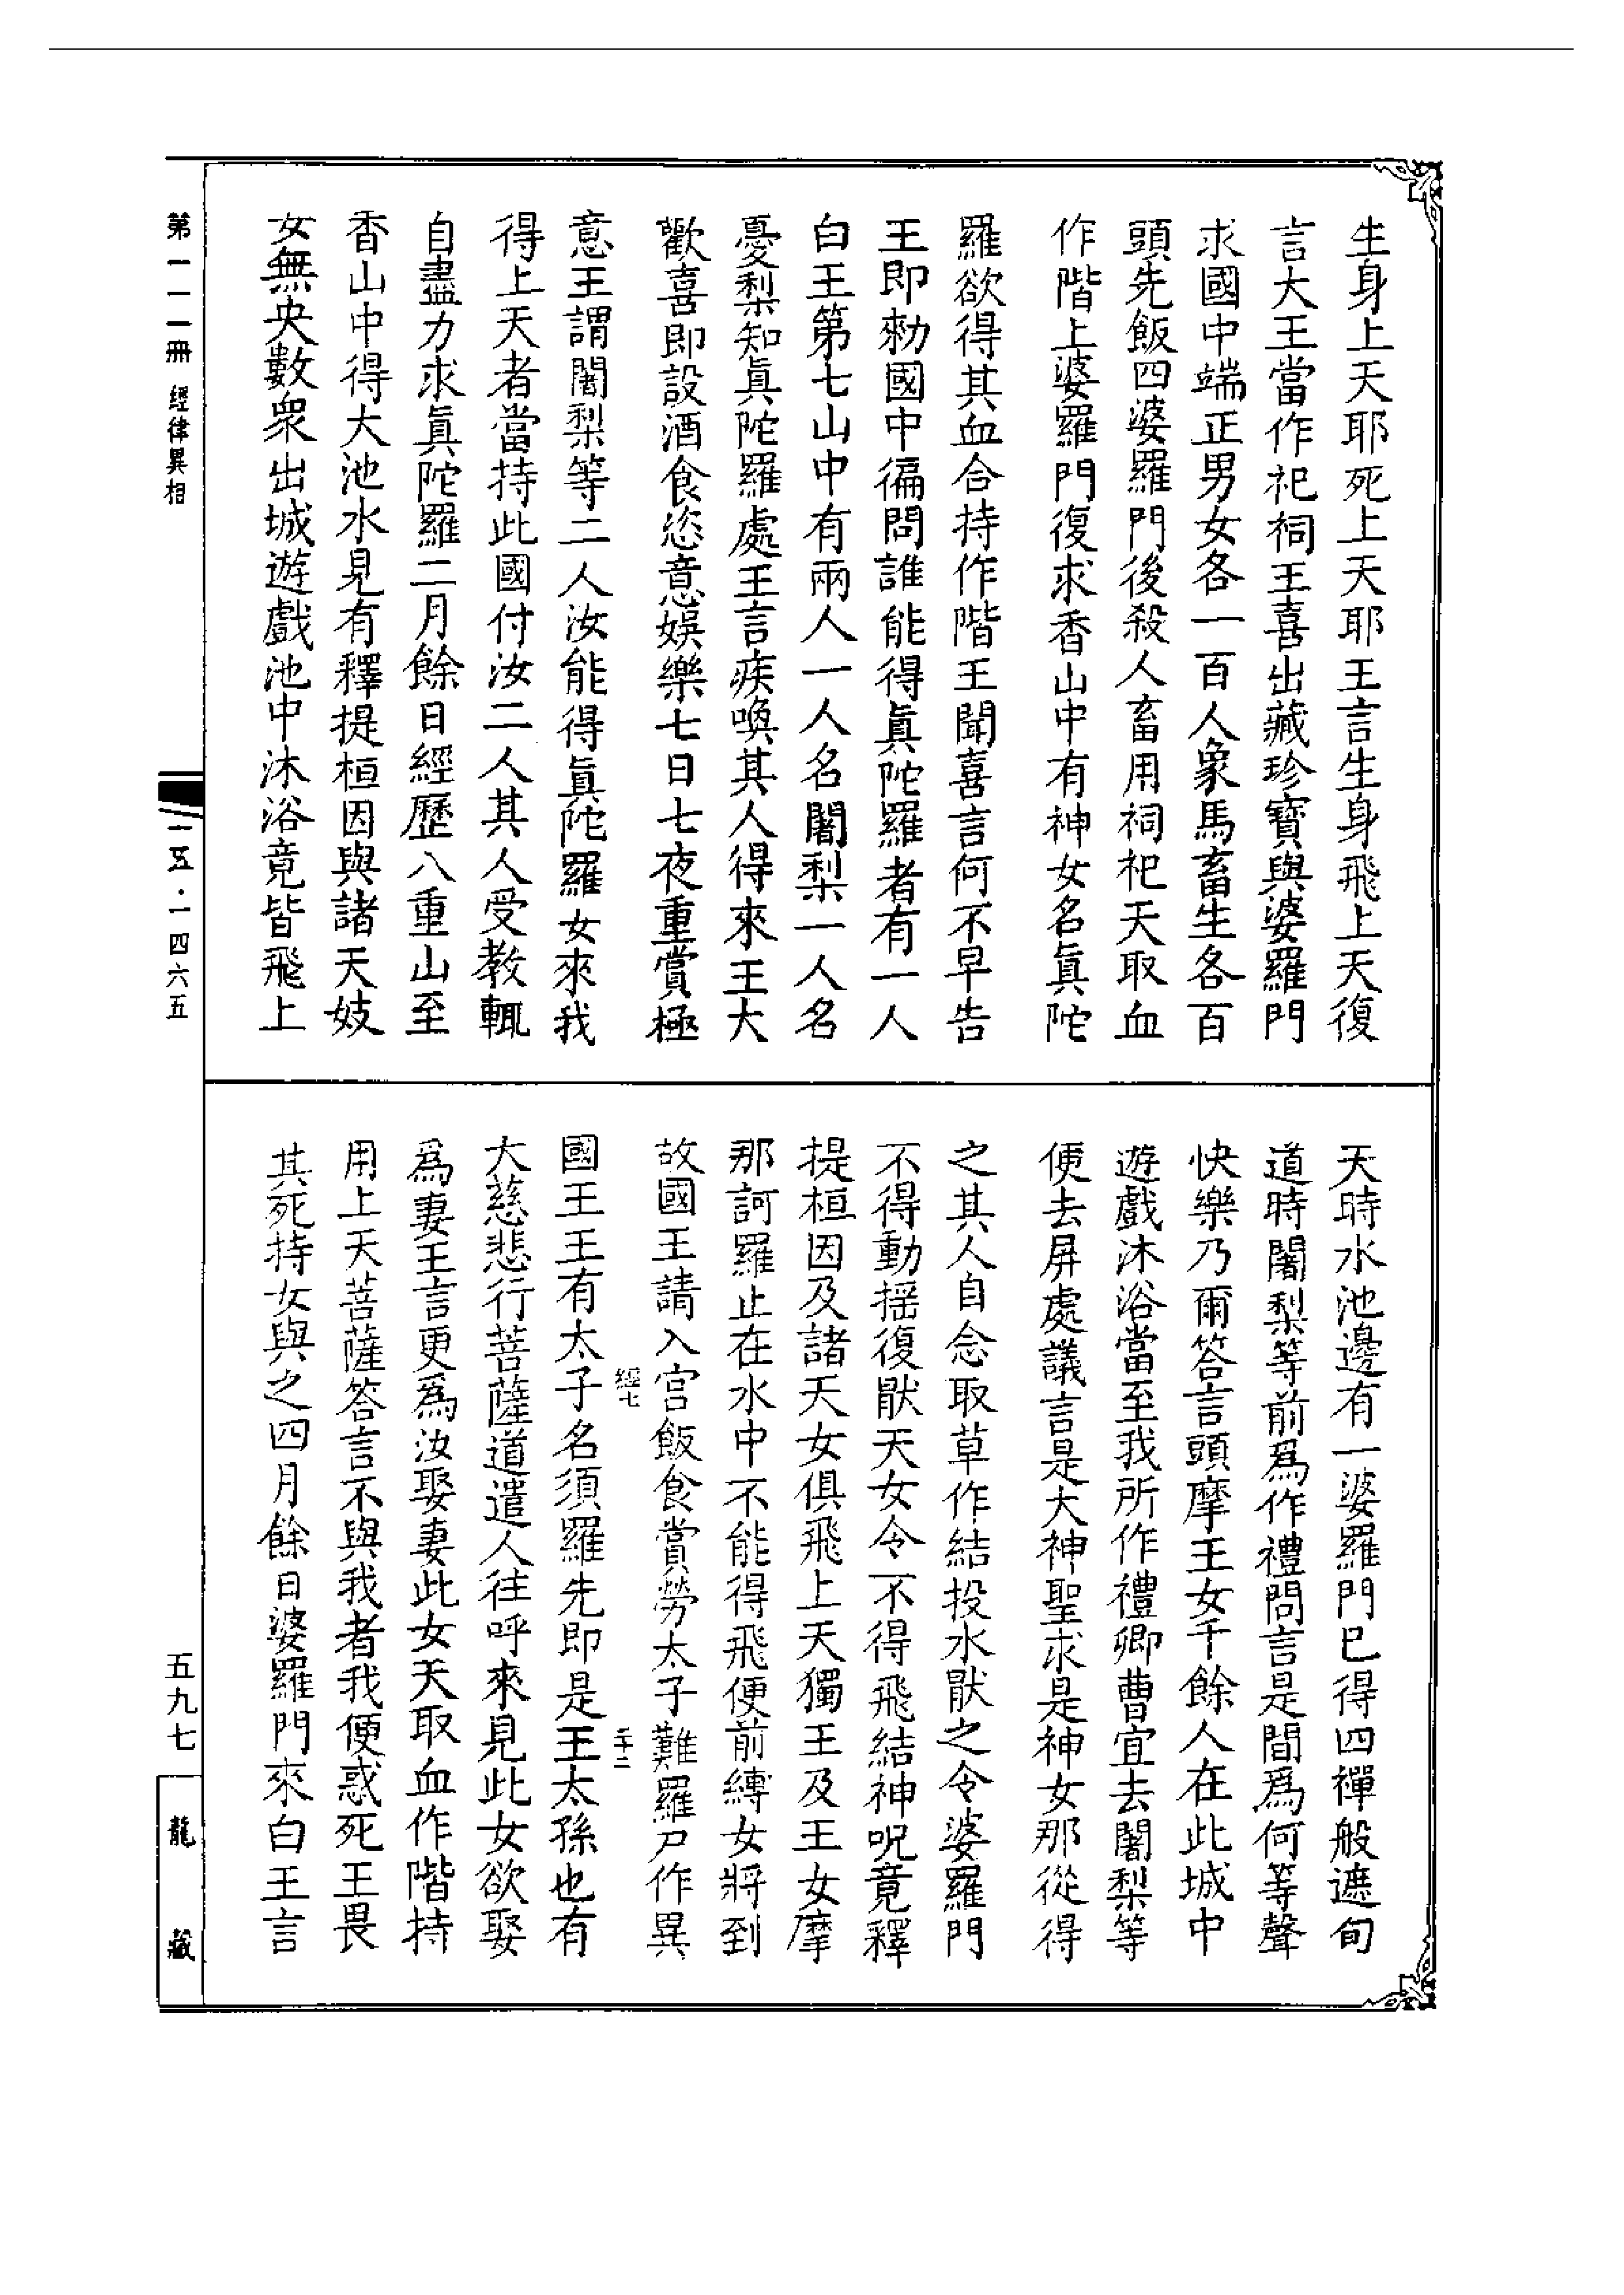 生身上天耶死上天耶王言生身飛上天復
言大王當作祀祠王喜出藏珍寶與婆羅門
求國中端正男女各一百人象馬畜生各百
頭先飯四婆羅門後殺人畜用祠祀天取血
作階上婆羅門復求香山中有神女名眞陀
羅欲得其血合持作階王聞喜言何不早告
王即勑國中徧問誰能得眞陀羅者有一人
白王第七山中有兩人一人名闍梨一人名
憂梨知眞陀羅處王言疾喚其人得來王大
歡喜即設酒食恣意娛樂七日七夜重賞極
意王謂闍梨等二人汝能得眞陀羅女來我
得上天者當持此國付汝二人其人受教輒
自盡力求眞陀羅二月餘日經歷八重山至
香山中得大池水見有釋提桓因與諸天妓
女無央數眾出城遊戲池中沐浴竟皆飛上
天時水池邊有一婆羅門已得四禪般遮旬
道時闍梨等前爲作禮問言是間爲何等聲
快樂乃爾答言頭摩王女千餘人在此城中
遊戲沐浴當至我所作禮卿曹宜去闍梨等
便去屏處議言是大神聖求是神女那從得
之其人自念取草作結投水猒之令婆羅門
不得動搖復猒天女令不得飛結神呪竟釋
提桓因及諸天女俱飛上天獨王及王女摩
那訶羅止在水中不能得飛便前縛女將到
故國王請入宮飯食賞勞太子難羅尸作異
經七
二十二
國王王有太子名須羅先即是王太孫也有
大慈悲行菩薩道遣人往呼來見此女欲娶
爲妻王言更爲汝娶妻此女天取血作階持
用上天菩薩答言不與我者我便惑死王畏
其死持女與之四月餘日婆羅門來白王言
第一一一冊 經律異相
一五·一四六五
五九七
龍藏